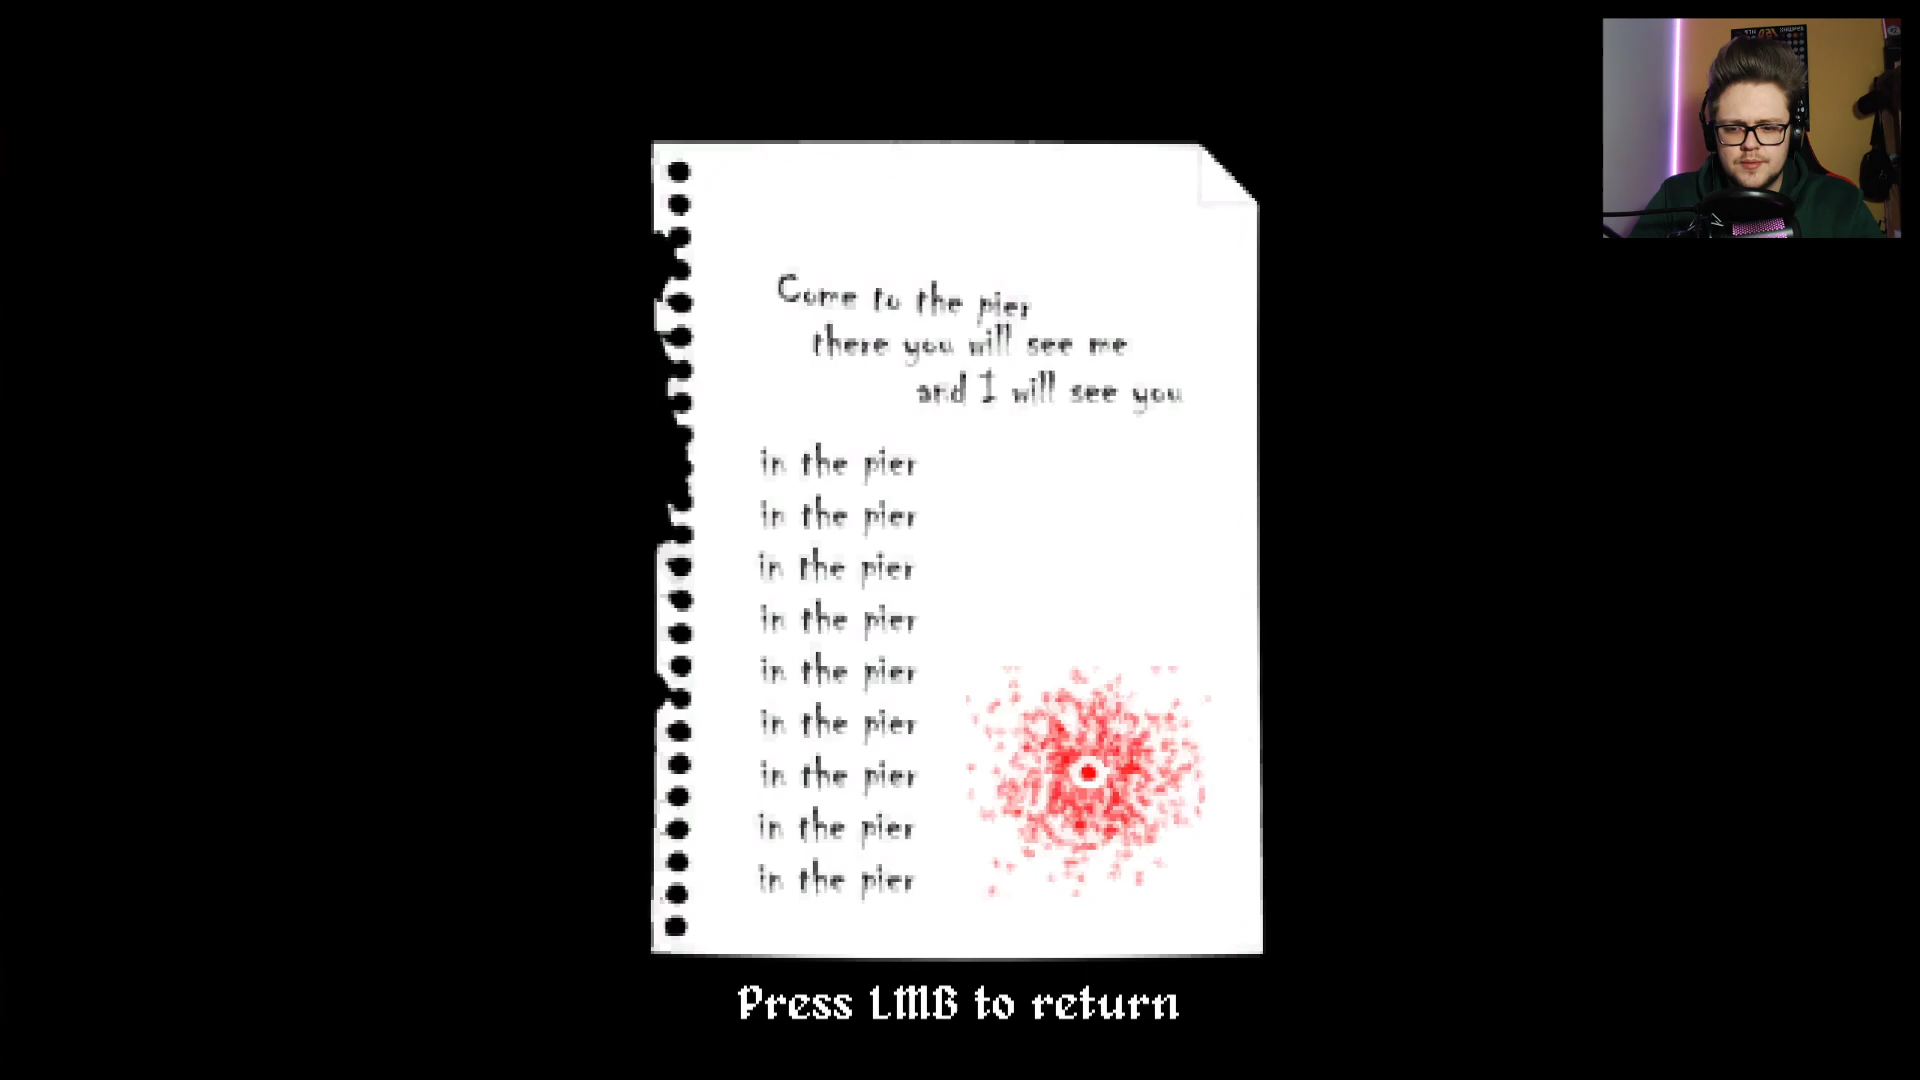 Come to the pier
there you will see me
and I will see you
in the pier
in the pier
in the pier
in the pier
in the pier
in the pier
in the pier
in the pier
in the pier
Press LMB to return